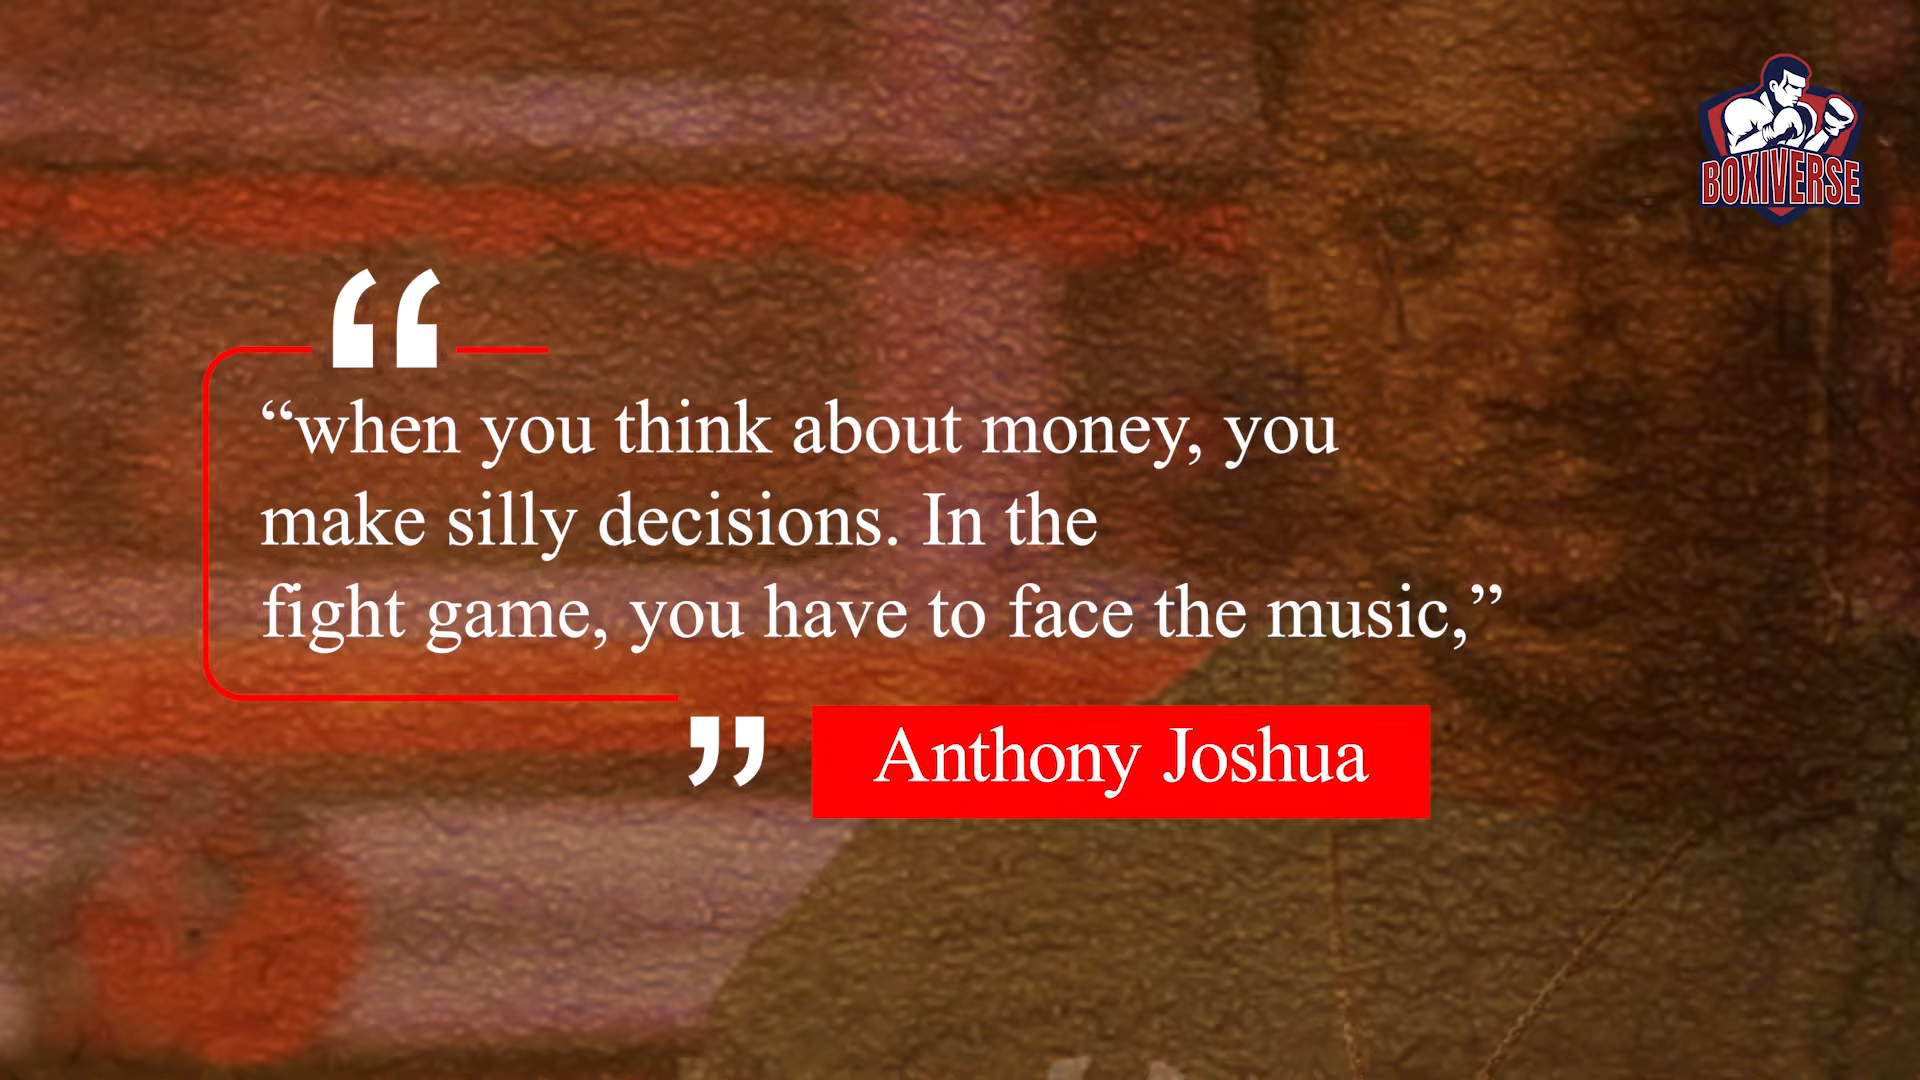 BOXIVERSE
“when you think about money, you
make silly decisions. In the
fight game, you have to face the music,”
Anthony Joshua